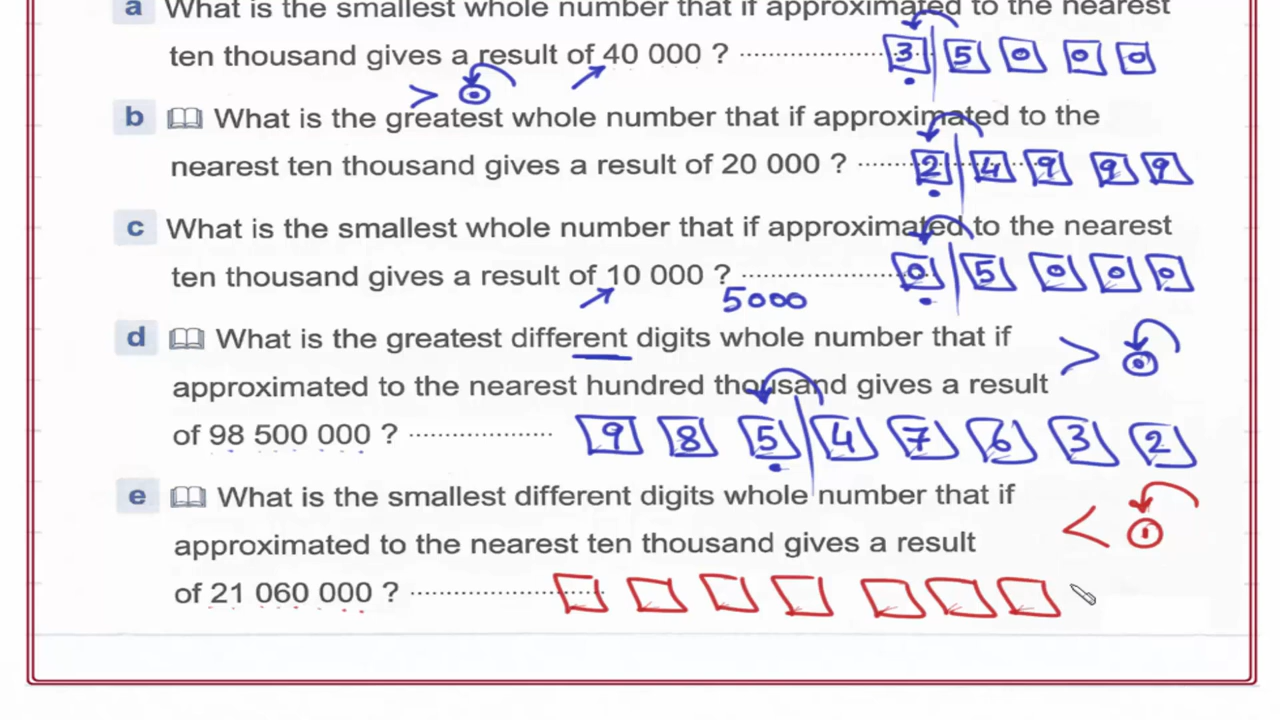 a What is the smallest whole number that if approximated to the nearest
ten thousand gives a result of 40 000 ? 3 5 0 0 0
> 0
b What is the greatest whole number that if approximated to the
nearest ten thousand gives a result of 20 000 ? 2 4 9 9 9
c What is the smallest whole number that if approximated to the nearest
ten thousand gives a result of 10 000 ? 0 5 0 0 0
5000
d What is the greatest different digits whole number that if
> 0
approximated to the nearest hundred thousand gives a result
of 98 500 000 ? 9 8 5 4 7 6 3 2
e What is the smallest different digits whole number that if
< 1
approximated to the nearest ten thousand gives a result
of 21 060 000 ?